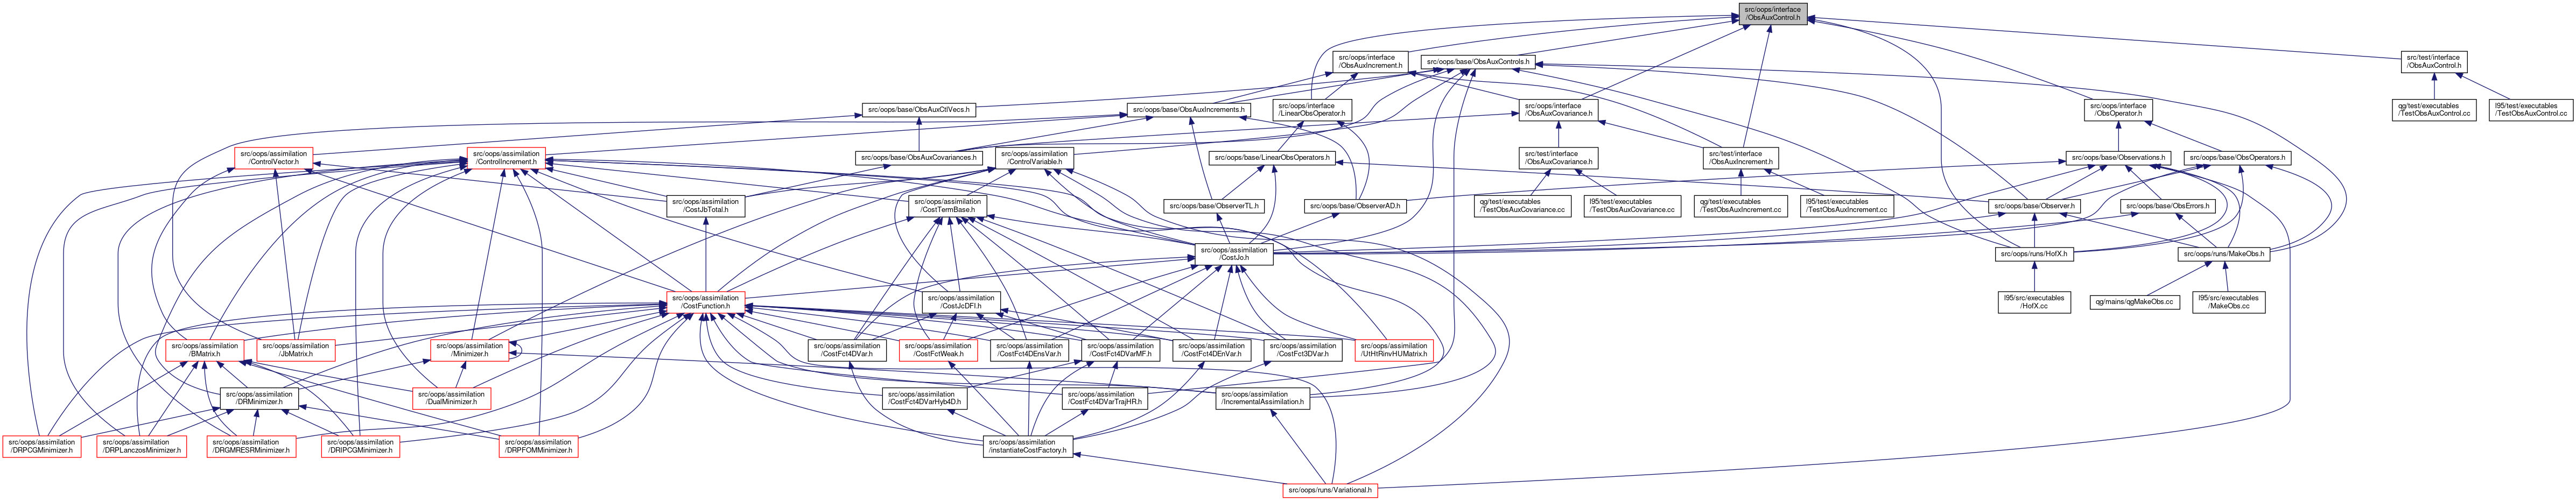 src/oops/interface
/ObsAuxControl.h
src/oops/interface
/ObsAuxIncrement.h
src/oops/base/ObsAuxControls.h
src/test/interface
/ObsAuxControl.h
src/oops/base/ObsAuxCtlVecs.h
src/oops/base/ObsAuxIncrements.h
src/oops/interface
/LinearObsOperator.h
src/oops/interface
/ObsAuxCovariance.h
src/oops/interface
/ObsOperator.h
qg/test/executables
/TestObsAuxControl.cc
l95/test/executables
/TestObsAuxControl.cc
src/oops/assimilation
/ControlVector.h
src/oops/assimilation
/ControlIncrement.h
src/oops/base/ObsAuxCovariances.h
src/oops/assimilation
/ControlVariable.h
src/oops/base/LinearObsOperators.h
src/test/interface
/ObsAuxCovariance.h
src/test/interface
/ObsAuxIncrement.h
src/oops/base/Observations.h
src/oops/base/ObsOperators.h
src/oops/assimilation
/CostJbTotal.h
src/oops/assimilation
/CostTermBase.h
src/oops/base/ObserverTL.h
src/oops/base/ObserverAD.h
qg/test/executables
/TestObsAuxCovariance.cc
l95/test/executables
/TestObsAuxCovariance.cc
qg/test/executables
/TestObsAuxIncrement.cc
l95/test/executables
/TestObsAuxIncrement.cc
src/oops/base/Observer.h
src/oops/base/ObsErrors.h
src/oops/assimilation
/CostJo.h
src/oops/runs/HofX.h
src/oops/runs/MakeObs.h
src/oops/assimilation
/CostFunction.h
src/oops/assimilation
/CostJcDFI.h
l95/src/executables
/HofX.cc
qg/mains/qgMakeObs.cc
l95/src/executables
/MakeObs.cc
src/oops/assimilation
/BMatrix.h
src/oops/assimilation
/JbMatrix.h
src/oops/assimilation
/Minimizer.h
src/oops/assimilation
/CostFct4DVar.h
src/oops/assimilation
/CostFctWeak.h
src/oops/assimilation
/CostFct4DEnsVar.h
src/oops/assimilation
/CostFct4DVarMF.h
src/oops/assimilation
/CostFct4DEnVar.h
src/oops/assimilation
/CostFct3DVar.h
src/oops/assimilation
/UtHtRinvHUMatrix.h
src/oops/assimilation
/DRMinimizer.h
src/oops/assimilation
/DualMinimizer.h
src/oops/assimilation
/CostFct4DVarHyb4D.h
src/oops/assimilation
/CostFct4DVarTrajHR.h
src/oops/assimilation
/IncrementalAssimilation.h
src/oops/assimilation
/DRPCGMinimizer.h
src/oops/assimilation
/DRPLanczosMinimizer.h
src/oops/assimilation
/DRGMRESRMinimizer.h
src/oops/assimilation
/DRIPCGMinimizer.h
src/oops/assimilation
/DRPFOMMinimizer.h
src/oops/assimilation
/instantiateCostFactory.h
src/oops/runs/Variational.h